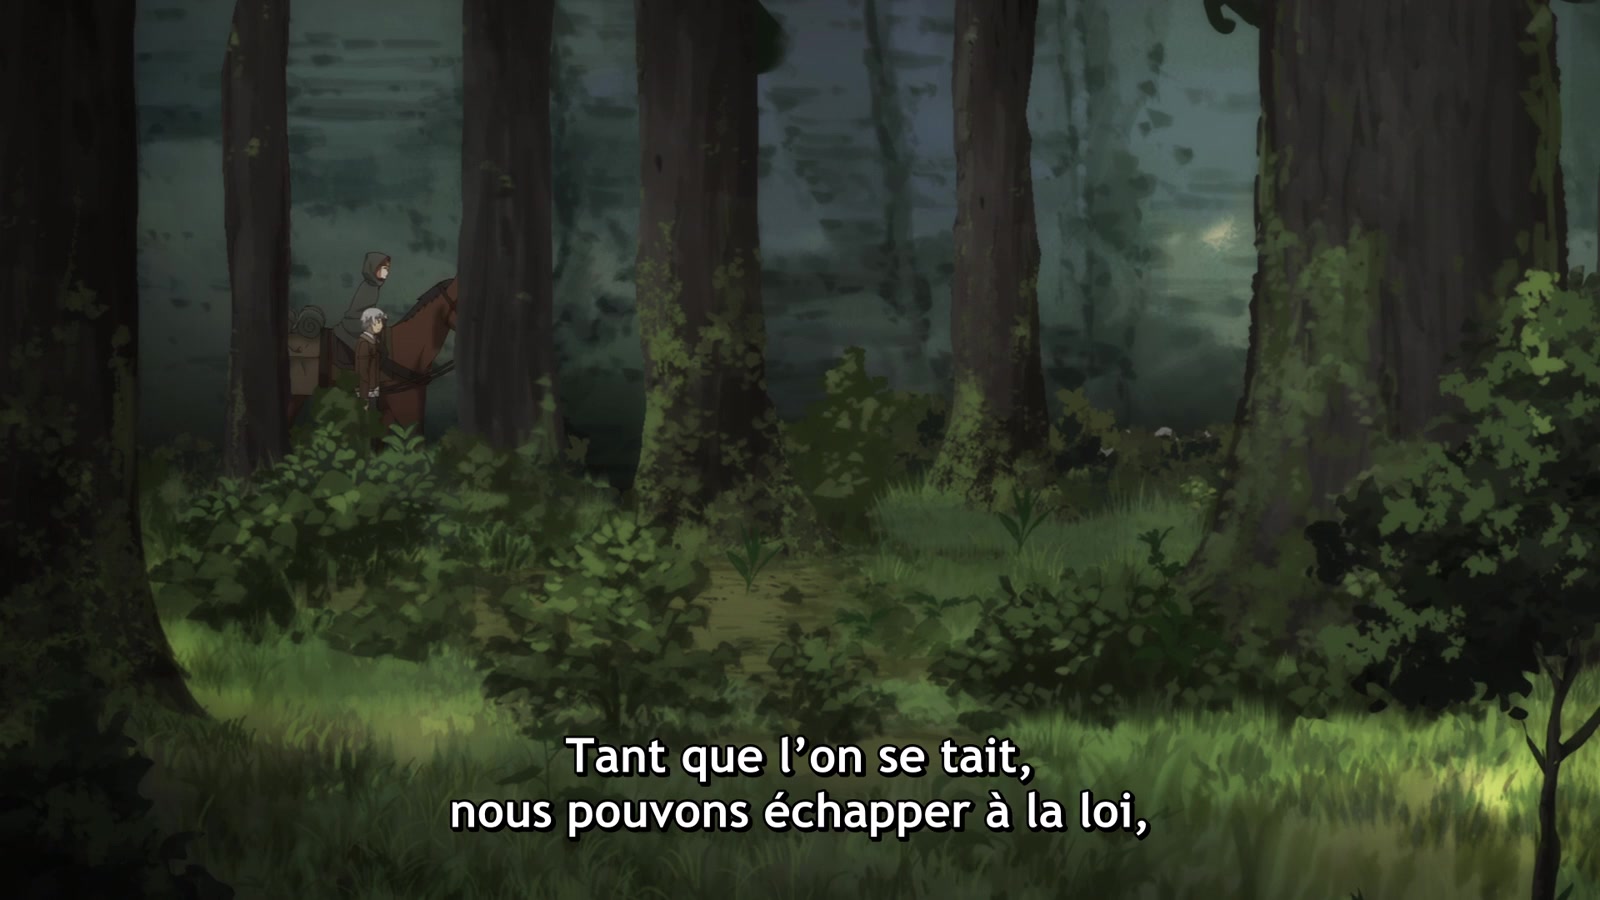 Tant que l’on se tait,
nous pouvons échapper à la loi,